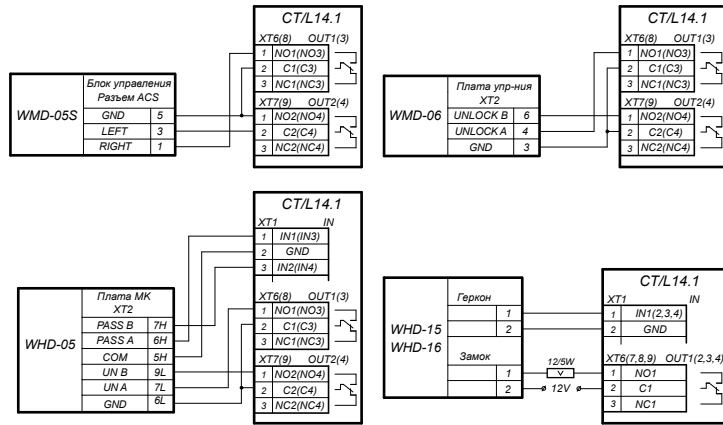 CT/L14.1
XT6(8) OUT1(3)
1 NO1(NO3)
2 C1(C3)
3 NC1(NC3)
XT7(9) OUT2(4)
1 NO2(NO4)
2 C2(C4)
3 NC2(NC4)
WMD-05S
Блок управления
Разъем ACS
GND 5
LEFT 3
RIGHT 1
CT/L14.1
XT6(8) OUT1(3)
1 NO1(NO3)
2 C1(C3)
3 NC1(NC3)
XT7(9) OUT2(4)
1 NO2(NO4)
2 C2(C4)
3 NC2(NC4)
WMD-06
Плата упр-ния
XT2
UNLOCK B 6
UNLOCK A 4
GND 3
CT/L14.1
XT1 IN
1 IN1(IN3)
2 GND
3 IN2(IN4)
XT6(8) OUT1(3)
1 NO1(NO3)
2 C1(C3)
3 NC1(NC3)
XT7(9) OUT2(4)
1 NO2(NO4)
2 C2(C4)
3 NC2(NC4)
WHD-05
Плата МК
XT2
PASS B 7H
PASS A 6H
COM 5H
UN B 9L
UN A 7L
GND 6L
WHD-15
WHD-16
Геркон
1
2
Замок
1
2
12/5W
12V
CT/L14.1
XT1 IN
1 IN1(2,3,4)
2 GND
XT6(7,8,9) OUT1(2,3,4)
1 NO1
2 C1
3 NC1